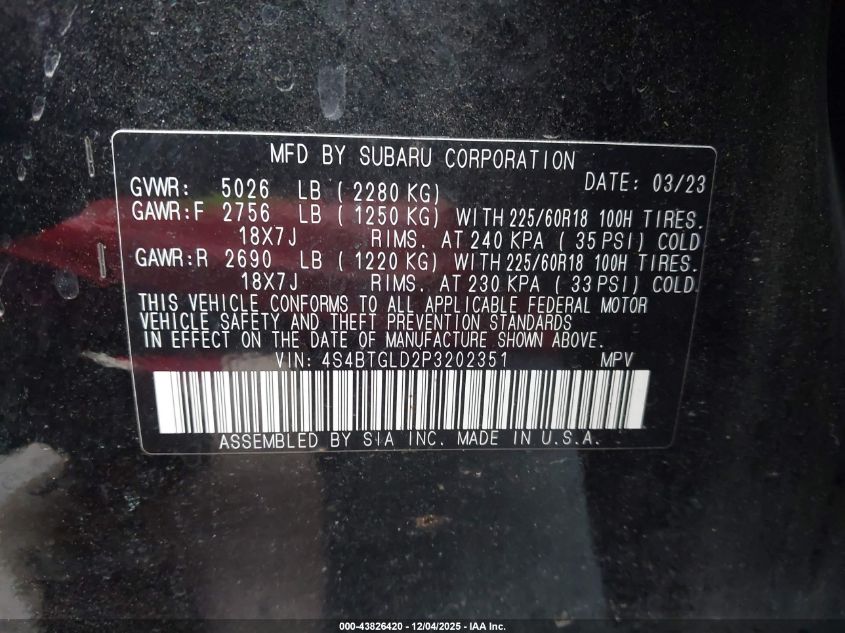 MFD BY SUBARU CORPORATION
DATE: 03/23
GVWR: 5026 LB ( 2280 KG)
GAWR:F 2756 LB ( 1250 KG) WITH 225/60R18 100H TIRES.
18X7J RIMS. AT 240 KPA ( 35 PSI) COLD
GAWR:R 2690 LB ( 1220 KG) WITH 225/60R18 100H TIRES.
18X7J RIMS. AT 230 KPA ( 33 PSI) COLD.
THIS VEHICLE CONFORMS TO ALL APPLICABLE FEDERAL MOTOR
VEHICLE SAFETY AND THEFT PREVENTION STANDARDS
IN EFFECT ON THE DATE OF MANUFACTURE SHOWN ABOVE.
VIN: 4S4BTGLD2P3202351 MPV
ASSEMBLED BY SIA INC. MADE IN U.S.A.
000-43826420 - 12/04/2025 - IAA Inc.